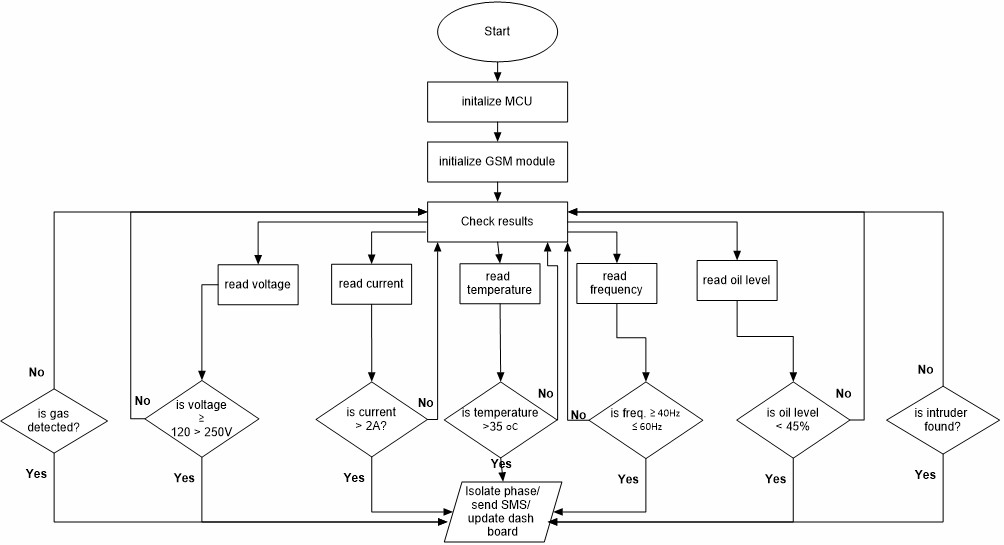 Start
initalize MCU
initialize GSM module
Check results
read voltage
read current
read
temperature
read
frequency
read oil level
No
No
No
No
No
No
No
is gas
detected?
is voltage
≥
120 > 250V
is current
> 2A?
is temperature
>35 oC
is freq. ≥ 40Hz
≤ 60Hz
is oil level
< 45%
is intruder
found?
Yes
Yes
Yes
Yes
Yes
Yes
Yes
Isolate phase/
send SMS/
update dash
board